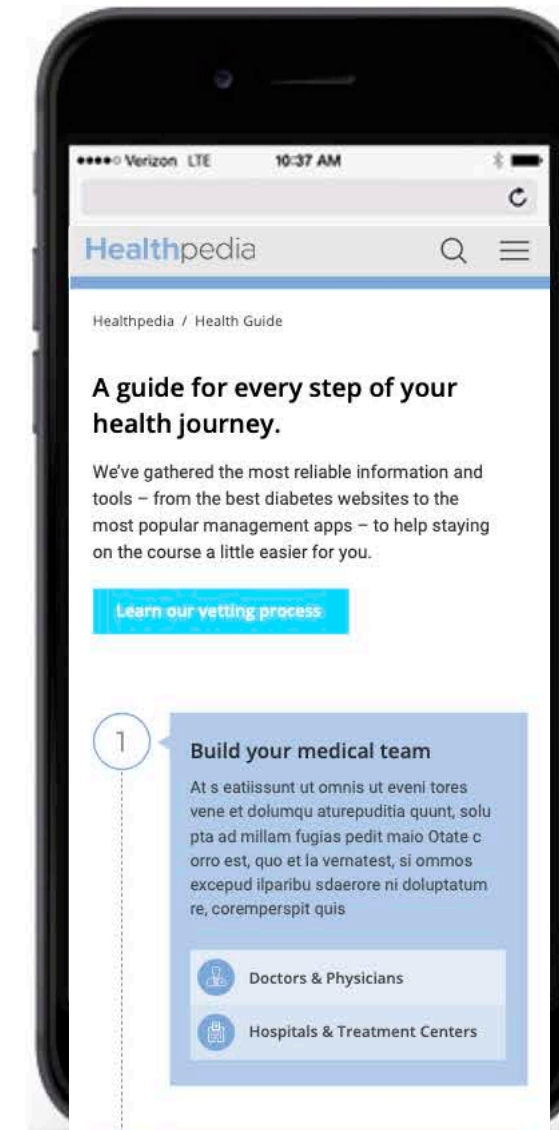 Verizon LTE 10:37 AM
Healthpedia
Healthpedia / Health Guide
A guide for every step of your
health journey.
We’ve gathered the most reliable information and
tools – from the best diabetes websites to the
most popular management apps – to help staying
on the course a little easier for you.
Learn our vetting process
1
Build your medical team
At s eatiissunt ut omnis ut eveni tores
vene et dolumqu aturepuditia quunt, solu
pta ad millam fugias pedit maio Otate c
orro est, quo et la vernatest, si ommos
excepud ilparibu sdaerore ni doluptatum
re, coremperspit quis
Doctors & Physicians
Hospitals & Treatment Centers